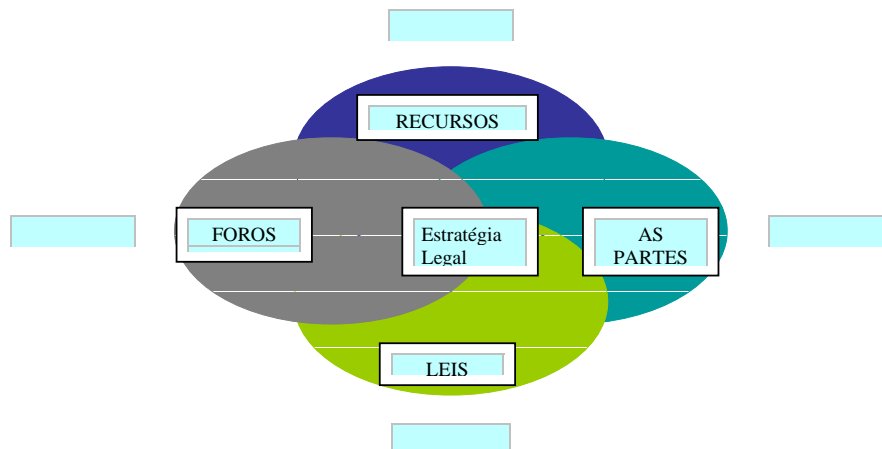 RECURSOS
FOROS
Estratégia
Legal
AS
PARTES
LEIS